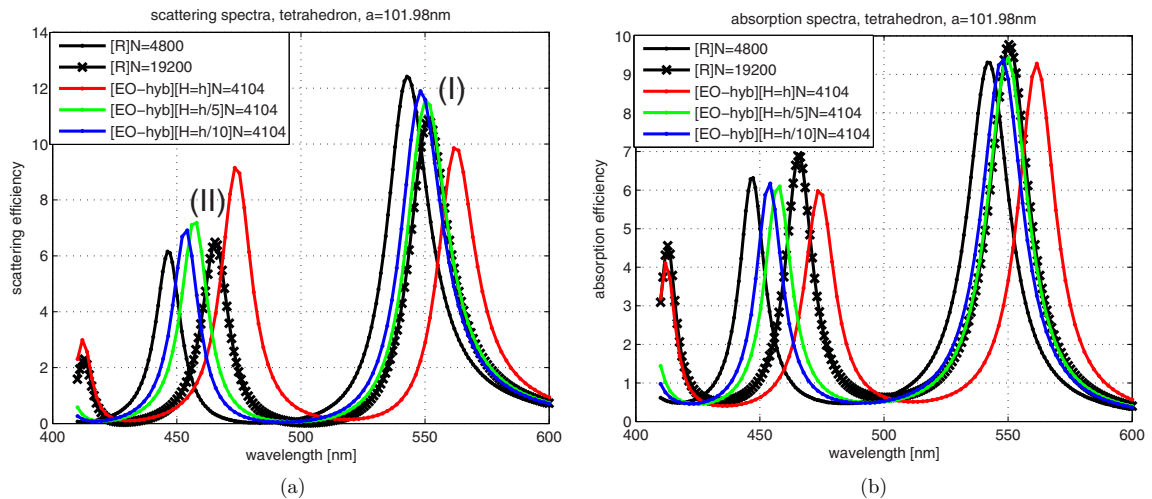 scattering spectra, tetrahedron, a=101.98nm
14
12
10
8
6
4
2
0
scattering efficiency
[R]N=4800
[R]N=19200
[EO-hyb][H=h]N=4104
[EO-hyb][H=h/5]N=4104
[EO-hyb][H=h/10]N=4104
(I)
(II)
400
450
500
550
600
wavelength [nm]
(a)
absorption spectra, tetrahedron, a=101.98nm
10
9
8
7
6
5
4
3
2
1
0
absorption efficiency
[R]N=4800
[R]N=19200
[EO-hyb][H=h]N=4104
[EO-hyb][H=h/5]N=4104
[EO-hyb][H=h/10]N=4104
400
450
500
550
600
wavelength [nm]
(b)